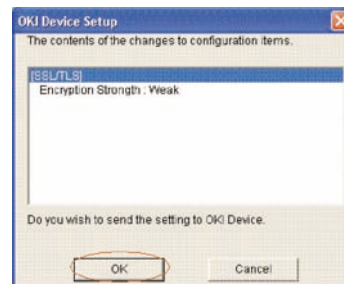 OKI Device Setup
The contents of the changes to configuration items.
[SSL/TLS]
Encryption Strength : Weak
Do you wish to send the setting to OKI Device.
OK Cancel